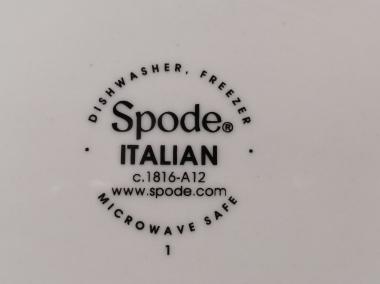 DISHWASHER, FREEZER
Spode®
ITALIAN
c.1816-A12
www.spode.com
MICROWAVE SAFE
1